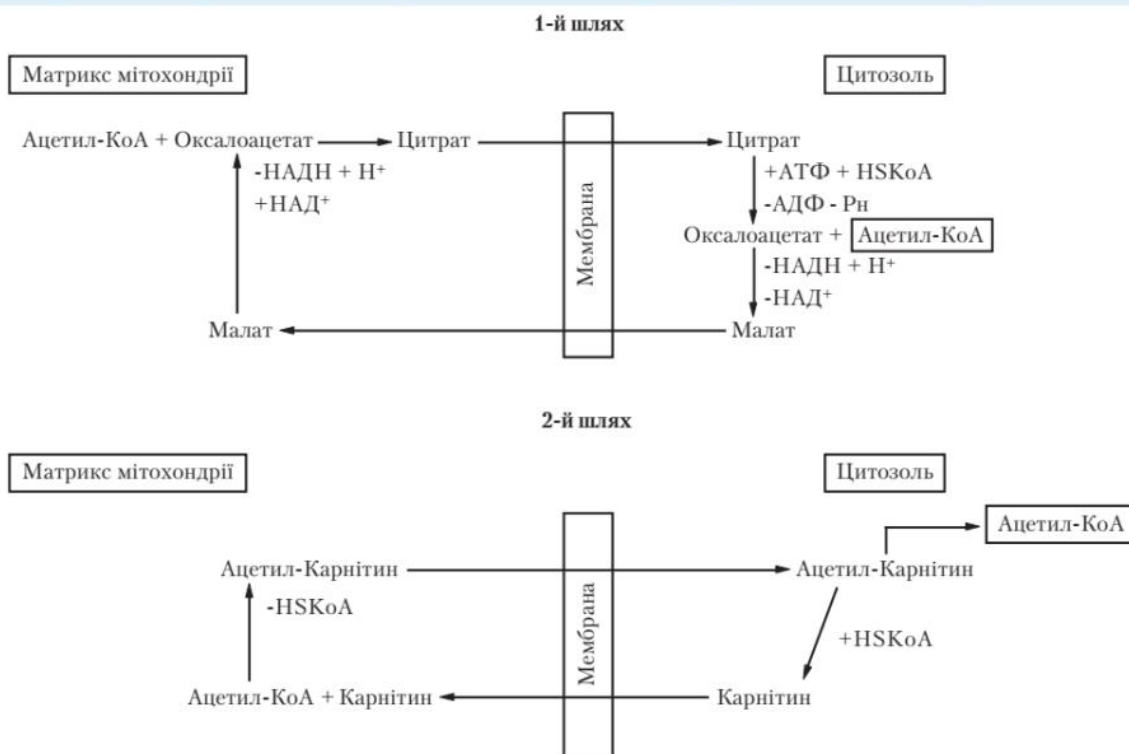 1-й шлях
Матрикс мітохондрії
Цитозоль
Ацетил-КоА + Оксалоацетат
Цитрат
Цитрат
-НАДН + Н⁺
+НАД⁺
+АТФ + HSKoA
-АДФ - Рн
Оксалоацетат + Ацетил-КоА
-НАДН + Н⁺
-НАД⁺
Мембрана
Малат
Малат
2-й шлях
Матрикс мітохондрії
Цитозоль
Ацетил-КоА
Ацетил-Карнітин
Ацетил-Карнітин
-HSKoA
+HSKoA
Мембрана
Ацетил-КоА + Карнітин
Карнітин